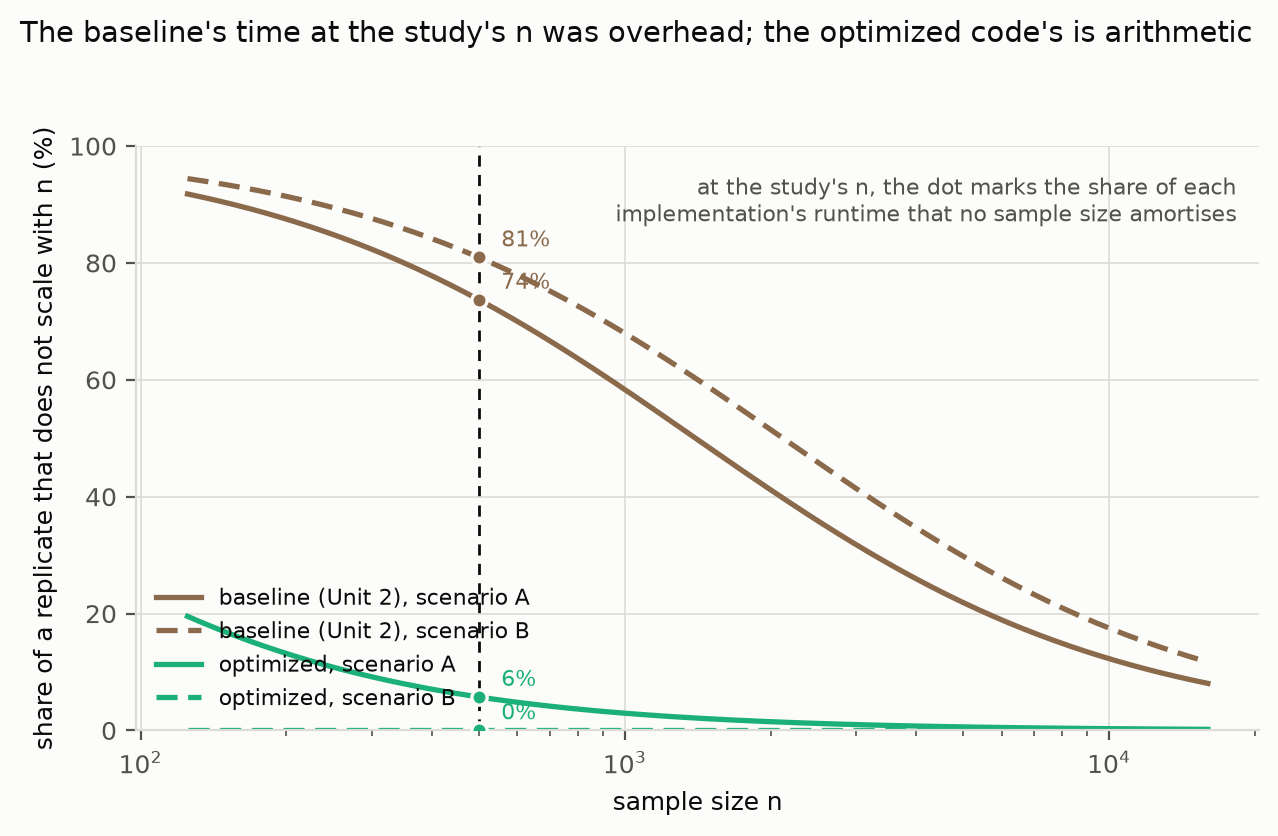 The baseline's time at the study's n was overhead; the optimized code's is arithmetic
share of a replicate that does not scale with n (%)
100
80
60
40
20
0
at the study's n, the dot marks the share of each
implementation's runtime that no sample size amortises
81%
74%
baseline (Unit 2), scenario A
baseline (Unit 2), scenario B
optimized, scenario A
optimized, scenario B
6%
0%
10²
10³
10⁴
sample size n